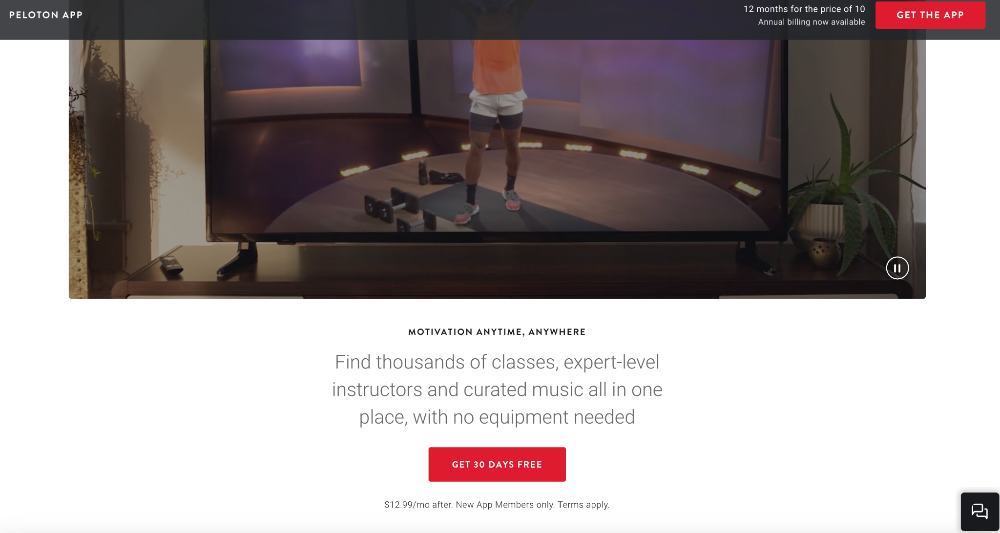 PELOTON APP
12 months for the price of 10
Annual billing now available
GET THE APP
MOTIVATION ANYTIME, ANYWHERE
Find thousands of classes, expert-level
instructors and curated music all in one
place, with no equipment needed
GET 30 DAYS FREE
$12.99/mo after. New App Members only. Terms apply.